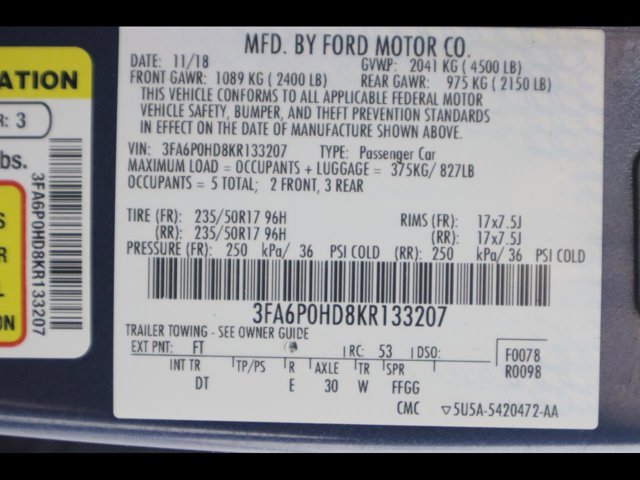 ATION
R: 3
bs.
S
R
L
ON
3FA6P0HD8KR133207
MFD. BY FORD MOTOR CO.
DATE: 11/18 GVWP: 2041 KG ( 4500 LB)
FRONT GAWR: 1089 KG ( 2400 LB) REAR GAWR: 975 KG ( 2150 LB)
THIS VEHICLE CONFORMS TO ALL APPLICABLE FEDERAL MOTOR
VEHICLE SAFETY, BUMPER, AND THEFT PREVENTION STANDARDS
IN EFFECT ON THE DATE OF MANUFACTURE SHOWN ABOVE.
VIN: 3FA6P0HD8KR133207 TYPE: Passenger Car
MAXIMUM LOAD = OCCUPANTS + LUGGAGE = 375KG/ 827LB
OCCUPANTS = 5 TOTAL; 2 FRONT, 3 REAR
TIRE (FR): 235/50R17 96H RIMS (FR): 17x7.5J
(RR): 235/50R17 96H (RR): 17x7.5J
PRESSURE (FR): 250 kPa/ 36 PSI COLD (RR): 250 kPa/ 36 PSI COLD
3FA6P0HD8KR133207
TRAILER TOWING - SEE OWNER GUIDE
EXT PNT: FT RC: 53 DSO: F0078
INT TR TP/PS R AXLE TR SPR R0098
DT E 30 W FFGG
CMC ▽5U5A-5420472-AA